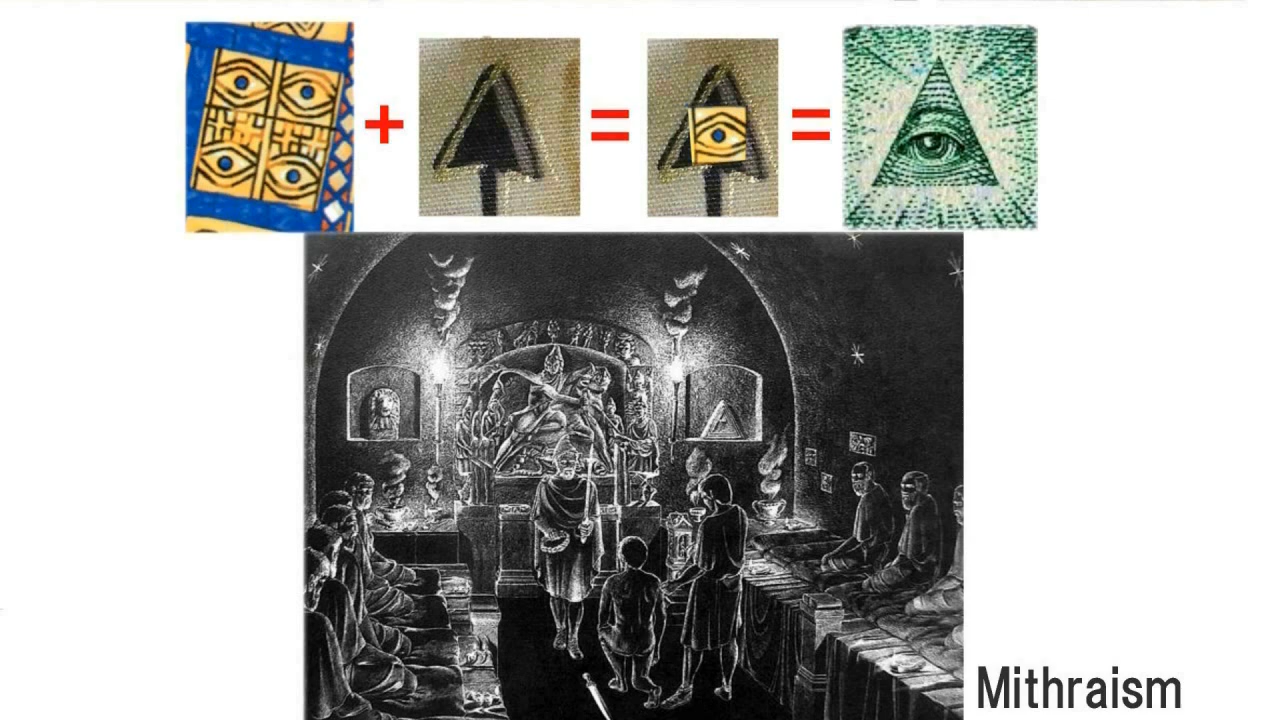 + = =
Mithraism